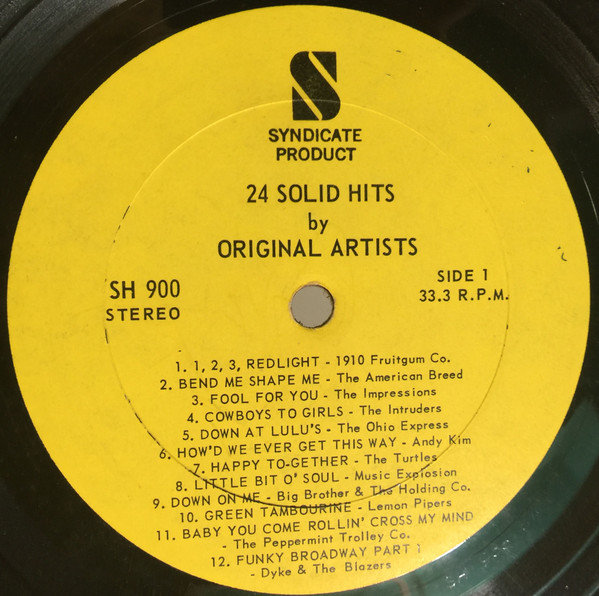 S
SYNDICATE
PRODUCT
24 SOLID HITS
by
ORIGINAL ARTISTS
SH 900
STEREO
SIDE 1
33.3 R.P.M.
1. 1, 2, 3, REDLIGHT - 1910 Fruitgum Co.
2. BEND ME SHAPE ME - The American Breed
3. FOOL FOR YOU - The Impressions
4. COWBOYS TO GIRLS - The Intruders
5. DOWN AT LULU'S - The Ohio Express
6. HOW'D WE EVER GET THIS WAY - Andy Kim
7. HAPPY TO-GETHER - The Turtles
8. LITTLE BIT O' SOUL - Music Explosion
9. DOWN ON ME - Big Brother & The Holding Co.
10. GREEN TAMBOURINE - Lemon Pipers
11. BABY YOU COME ROLLIN' CROSS MY MIND
- The Peppermint Trolley Co.
12. FUNKY BROADWAY PART 1
- Dyke & The Blazers